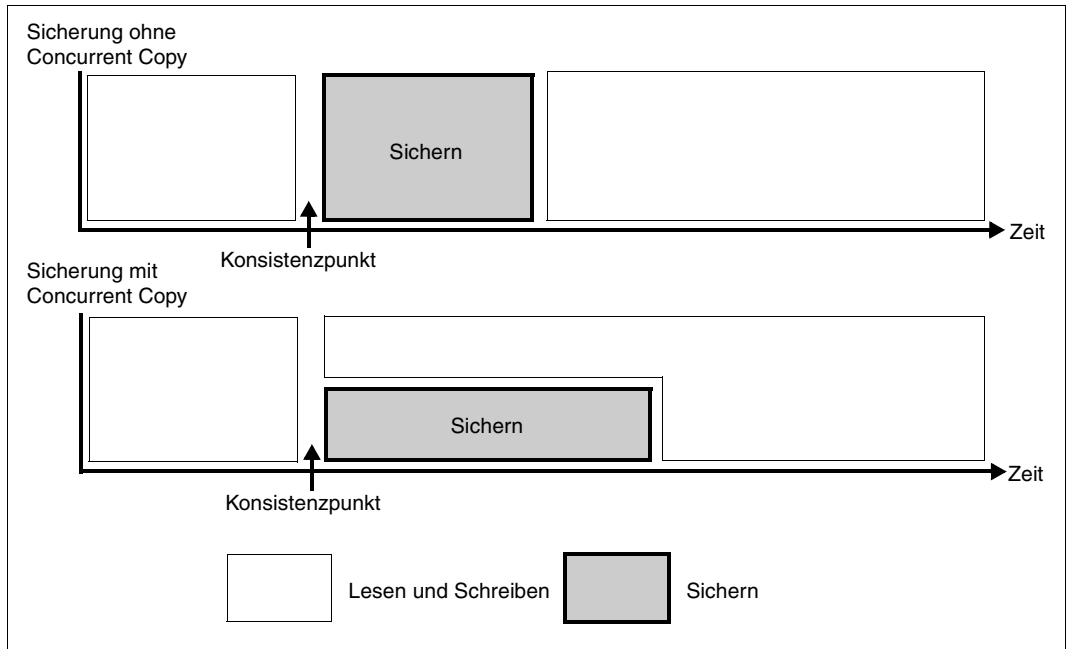 Sicherung ohne
Concurrent Copy
Sichern
Zeit
Konsistenzpunkt
Sicherung mit
Concurrent Copy
Sichern
Zeit
Konsistenzpunkt
Lesen und Schreiben
Sichern